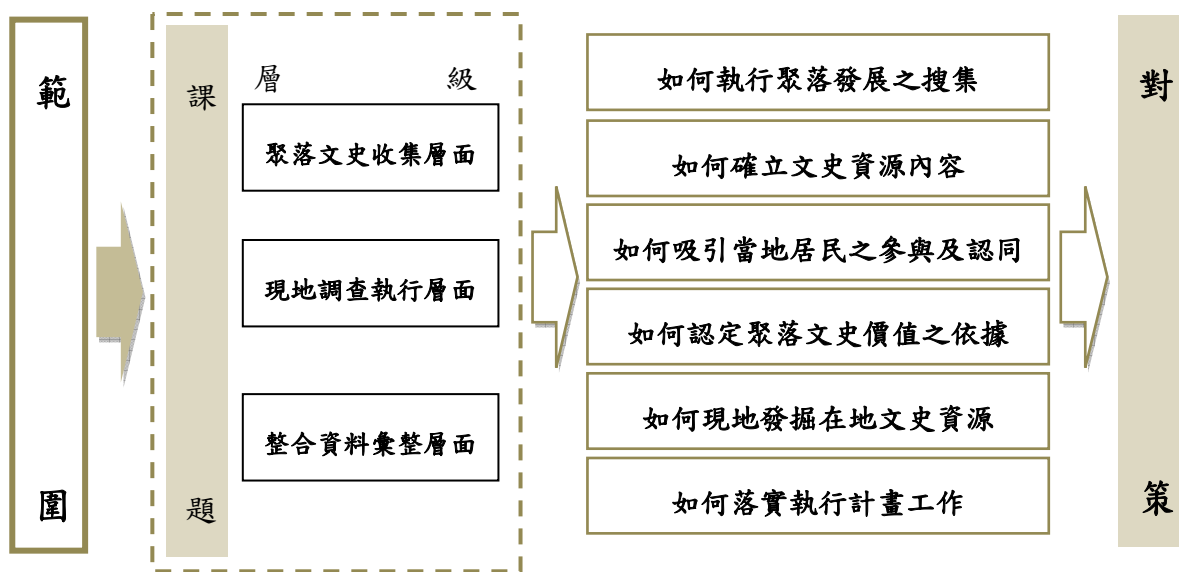 範圍
課題
層級
聚落文史收集層面
現地調查執行層面
整合資料彙整層面
如何執行聚落發展之搜集
如何確立文史資源內容
如何吸引當地居民之參與及認同
如何認定聚落文史價值之依據
如何現地發掘在地文史資源
如何落實執行計畫工作
對策